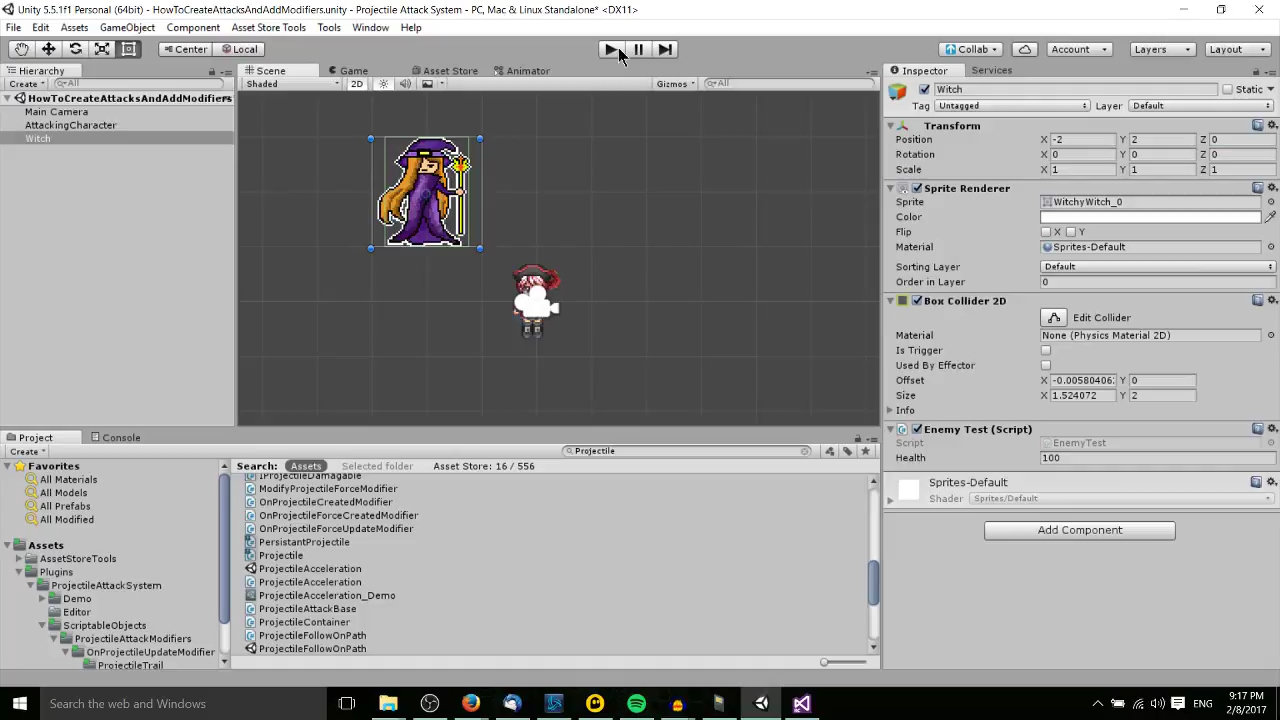 Unity 5.5.1f1 Personal (64bit) - HowToCreateAttacksAndAddModifiers.unity - Projectile Attack System - PC, Mac & Linux Standalone* <DX11>
File Edit Assets GameObject Component Asset Store Tools Tools Window Help
Center Local Collab Account Layers Layout
Hierarchy Scene Game Asset Store Animator Inspector Services
Create All Shaded 2D Gizmos All Witch Static
HowToCreateAttacksAndAddModifiers Tag Untagged Layer Default
Main Camera
AttackingCharacter
Witch
Transform
Position X -2 Y 2 Z 0
Rotation X 0 Y 0 Z 0
Scale X 1 Y 1 Z 1
Sprite Renderer
Sprite WitchyWitch_0
Color
Flip X Y
Material Sprites-Default
Sorting Layer Default
Order in Layer 0
Box Collider 2D
Edit Collider
Material None (Physics Material 2D)
Is Trigger
Used By Effector
Offset X -0.00580406 Y 0
Size X 1.524072 Y 2
Info
Enemy Test (Script)
Script EnemyTest
Health 100
Sprites-Default
Shader Sprites/Default
Add Component
Project Console
Create Projectile
Favorites
All Materials
All Models
All Prefabs
All Modified
Assets
AssetStoreTools
Plugins
ProjectileAttackSystem
Demo
Editor
ScriptableObjects
ProjectileAttackModifiers
OnProjectileUpdateModifier
ProjectileTrail
Search: Assets Selected folder Asset Store: 16 / 556
IProjectileDamagable
ModifyProjectileForceModifier
OnProjectileCreatedModifier
OnProjectileForceCreatedModifier
OnProjectileForceUpdateModifier
PersistantProjectile
Projectile
ProjectileAcceleration
ProjectileAcceleration
ProjectileAcceleration_Demo
ProjectileAttackBase
ProjectileContainer
ProjectileFollowOnPath
ProjectileFollowOnPath
Search the web and Windows
ENG
9:17 PM
2/8/2017